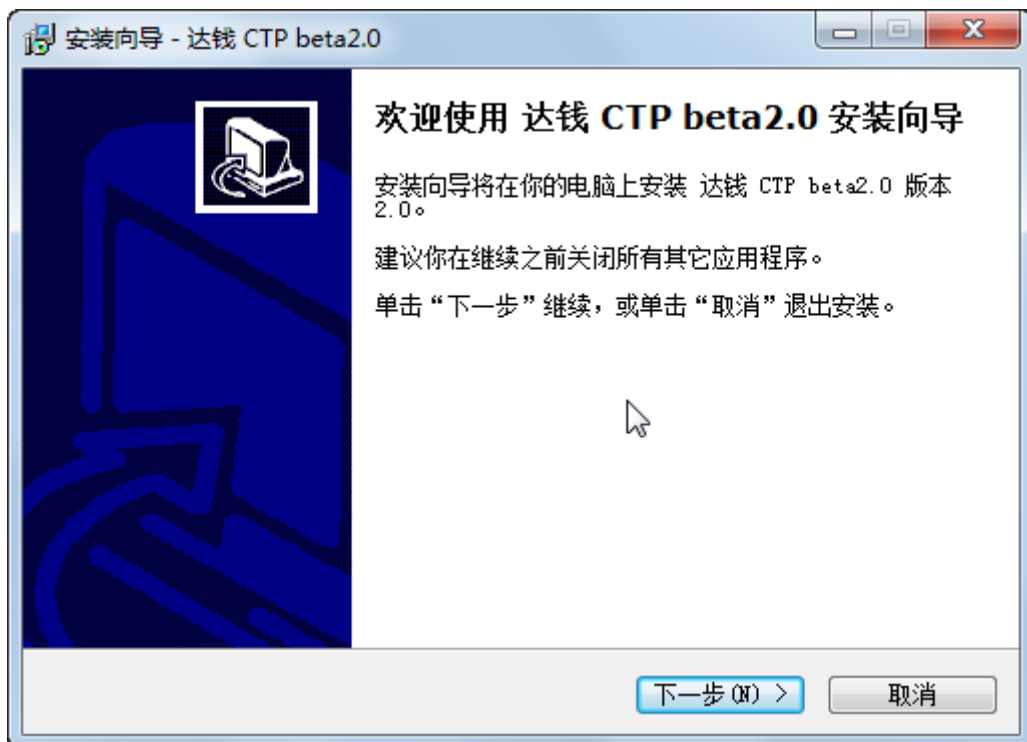 安装向导 - 达钱 CTP beta2.0
欢迎使用 达钱 CTP beta2.0 安装向导
安装向导将在你的电脑上安装 达钱 CTP beta2.0 版本
2.0。
建议你在继续之前关闭所有其它应用程序。
单击“下一步”继续，或单击“取消”退出安装。
下一步(N) >
取消